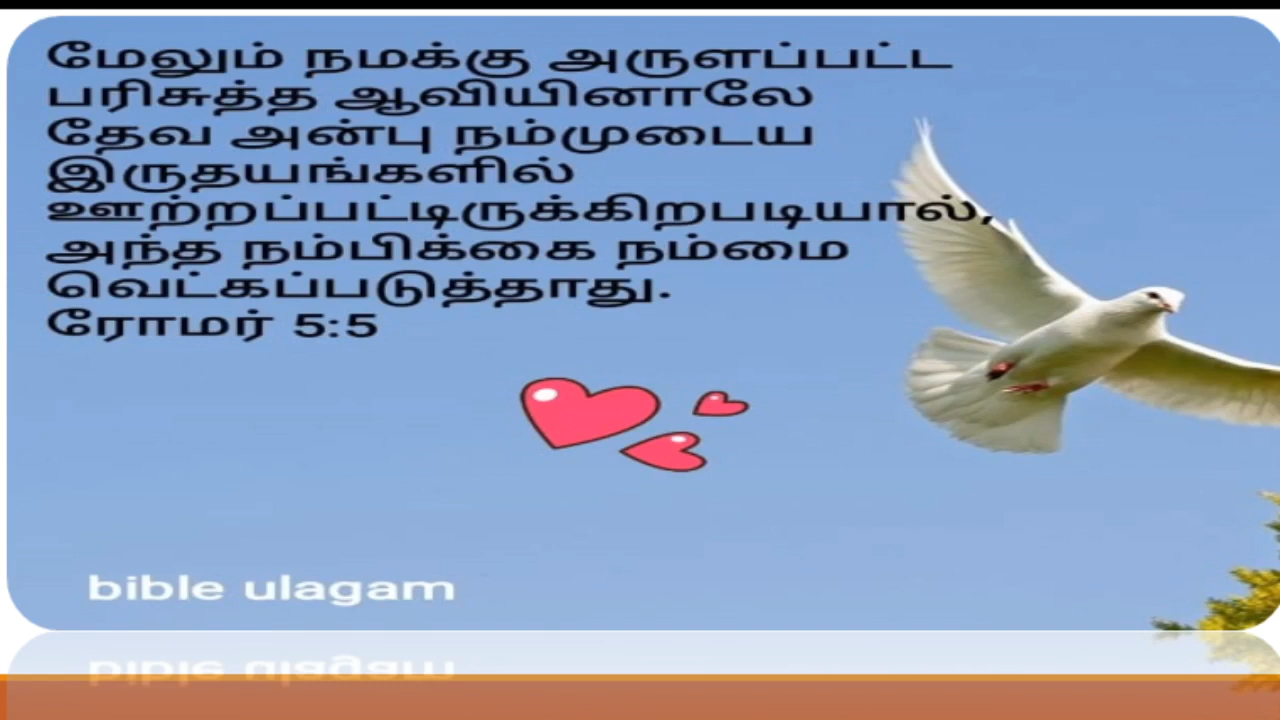 மேலும் நமக்கு அருளப்பட்ட
பரிசுத்த ஆவியினாலே
தேவ அன்பு நம்முடைய
இருதயங்களில்
ஊற்றப்பட்டிருக்கிறபடியால்,
அந்த நம்பிக்கை நம்மை
வெட்கப்படுத்தாது.
ரோமர் 5:5
bible ulagam